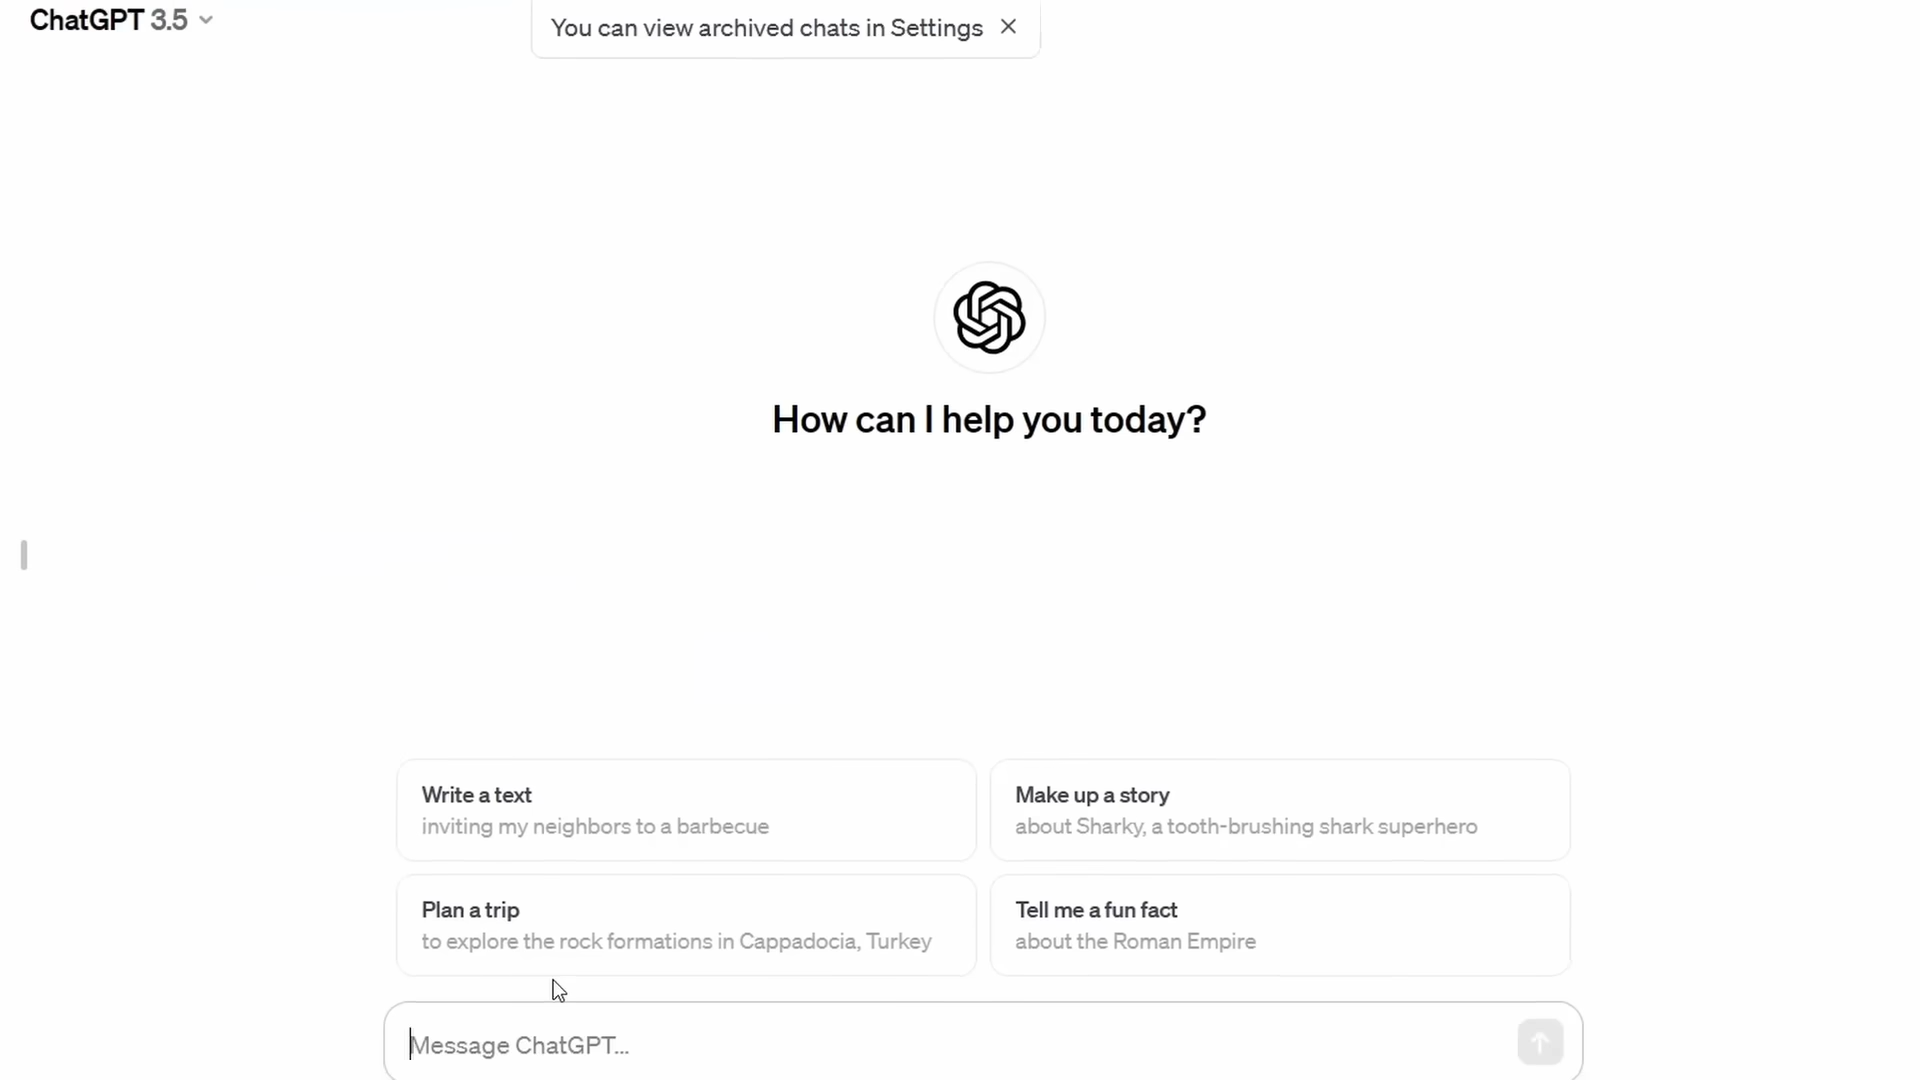 ChatGPT 3.5
You can view archived chats in Settings
How can I help you today?
Write a text
inviting my neighbors to a barbecue
Make up a story
about Sharky, a tooth-brushing shark superhero
Plan a trip
to explore the rock formations in Cappadocia, Turkey
Tell me a fun fact
about the Roman Empire
Message ChatGPT...